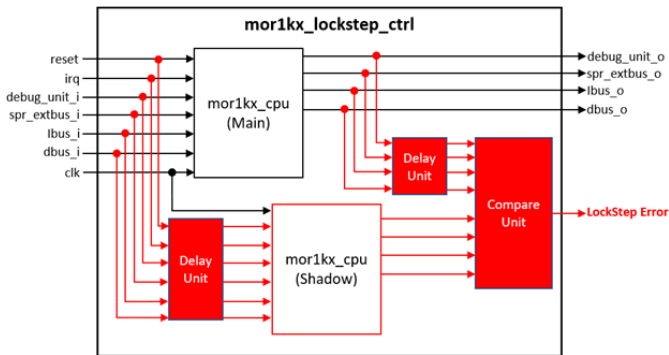 mor1kx_lockstep_ctrl
reset
irq
debug_unit_i
spr_extbus_i
Ibus_i
dbus_i
clk
mor1kx_cpu
(Main)
debug_unit_o
spr_extbus_o
Ibus_o
dbus_o
Delay
Unit
Compare
Unit
LockStep Error
Delay
Unit
mor1kx_cpu
(Shadow)